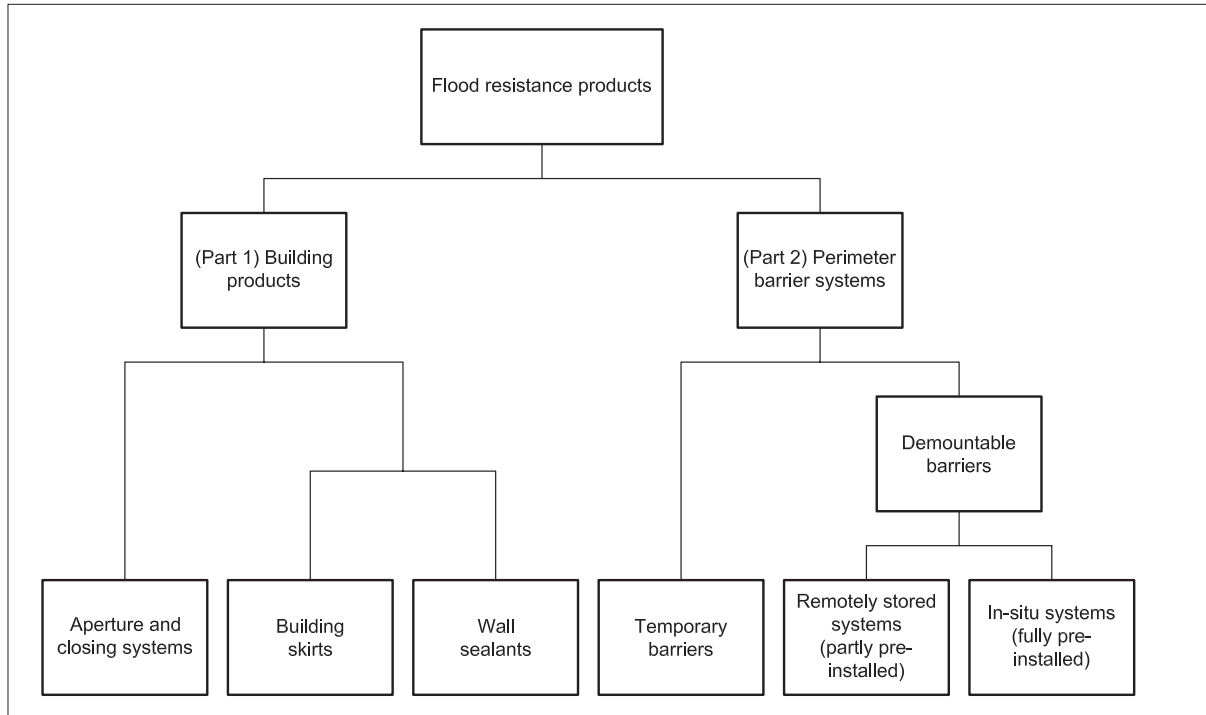 Flood resistance products
(Part 1) Building
products
(Part 2) Perimeter
barrier systems
Demountable
barriers
Aperture and
closing systems
Building
skirts
Wall
sealants
Temporary
barriers
Remotely stored
systems
(partly pre-
installed)
In-situ systems
(fully pre-
installed)